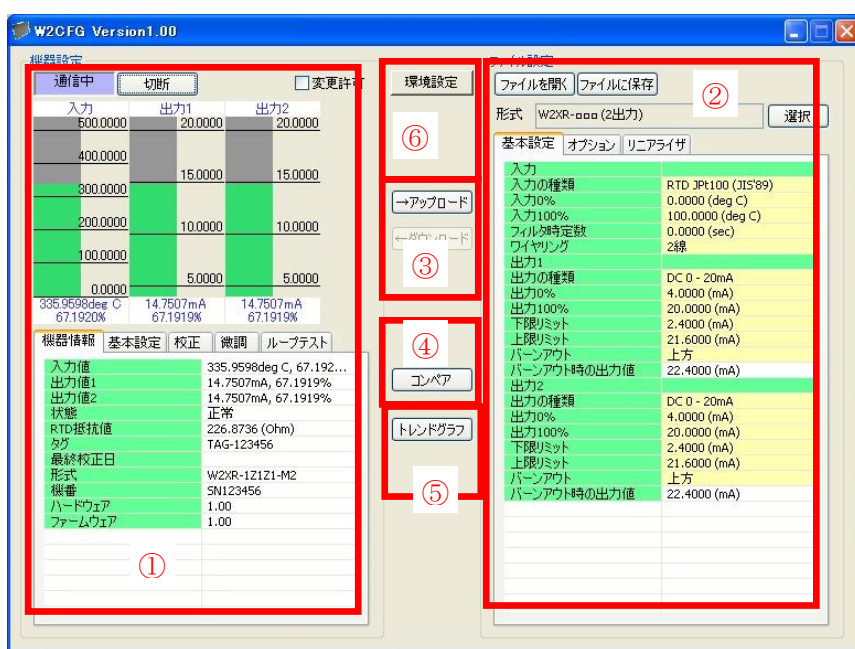 W2CFG Version1.00
機器設定
通信中 切断 変更許可
入力 出力1 出力2
500.0000 20.0000 20.0000
400.0000
15.0000 15.0000
300.0000
200.0000 10.0000 10.0000
100.0000
5.0000 5.0000
0.0000
335.9598deg C 14.7507mA 14.7507mA
67.1920% 67.1919% 67.1919%
機器情報 基本設定 校正 微調 ループテスト
入力値 335.9598deg C, 67.192...
出力値1 14.7507mA, 67.1919%
出力値2 14.7507mA, 67.1919%
状態 正常
RTD抵抗値 226.8736 (Ohm)
タグ TAG-123456
最終校正日
形式 W2XR-1Z1Z1-M2
機番 SN123456
ハードウェア 1.00
ファームウェア 1.00
①
環境設定
⑥
→アップロード
←ダウンロード
③
④
コンペア
トレンドグラフ
⑤
ファイル設定
ファイルを開く ファイルに保存
②
形式 W2XR-□□□ (2出力) 選択
基本設定 オプション リニアライザ
入力
入力の種類 RTD JPt100 (JIS'89)
入力0% 0.0000 (deg C)
入力100% 100.0000 (deg C)
フィルタ時定数 0.0000 (sec)
ワイヤリング 2線
出力1
出力の種類 DC 0 - 20mA
出力0% 4.0000 (mA)
出力100% 20.0000 (mA)
下限リミット 2.4000 (mA)
上限リミット 21.6000 (mA)
バーンアウト 上方
バーンアウト時の出力値 22.4000 (mA)
出力2
出力の種類 DC 0 - 20mA
出力0% 4.0000 (mA)
出力100% 20.0000 (mA)
下限リミット 2.4000 (mA)
上限リミット 21.6000 (mA)
バーンアウト 上方
バーンアウト時の出力値 22.4000 (mA)